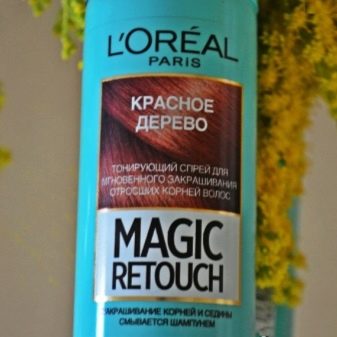 L'ORÉAL
PARIS
КРАСНОЕ
ДЕРЕВО
ТОНИРУЮЩИЙ СПРЕЙ ДЛЯ
МГНОВЕННОГО ЗАКРАШИВАНИЯ
ОТРОСШИХ КОРНЕЙ ВОЛОС
MAGIC
RETOUCH
ЗАКРАШИВАНИЕ КОРНЕЙ И СЕДИНЫ
СМЫВАЕТСЯ ШАМПУНЕМ